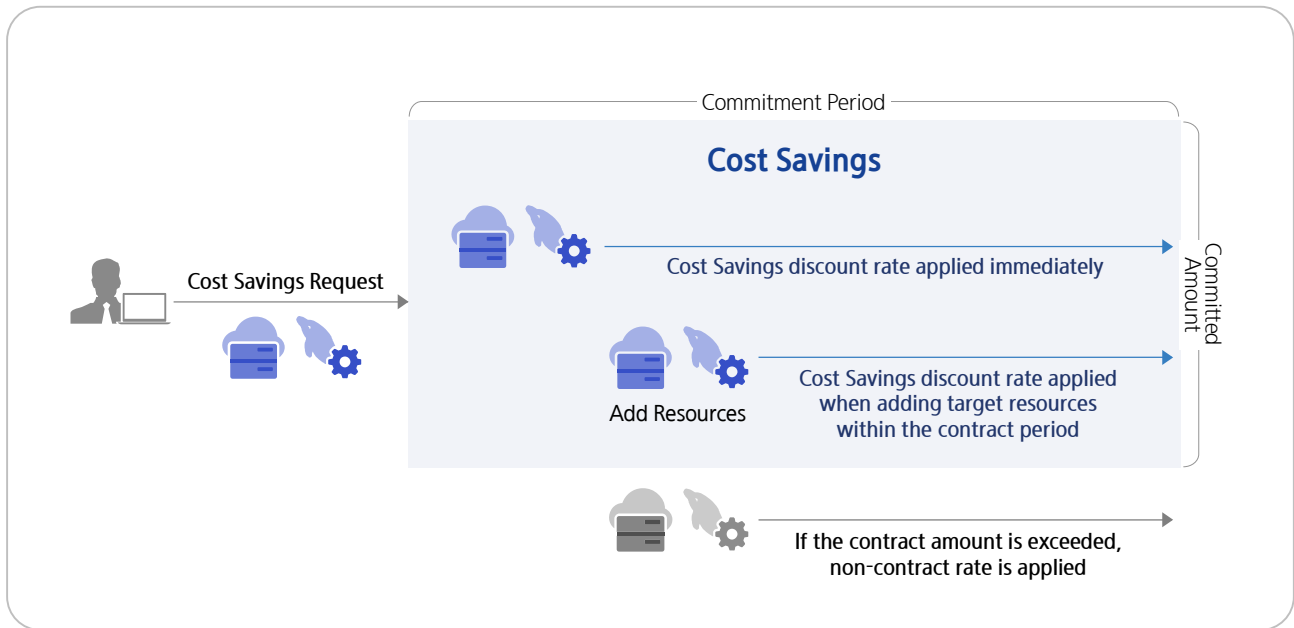 Commitment Period
Cost Savings
Cost Savings discount rate applied immediately
Committed
Amount
Cost Savings Request
Add Resources
Cost Savings discount rate applied
when adding target resources
within the contract period
If the contract amount is exceeded,
non-contract rate is applied